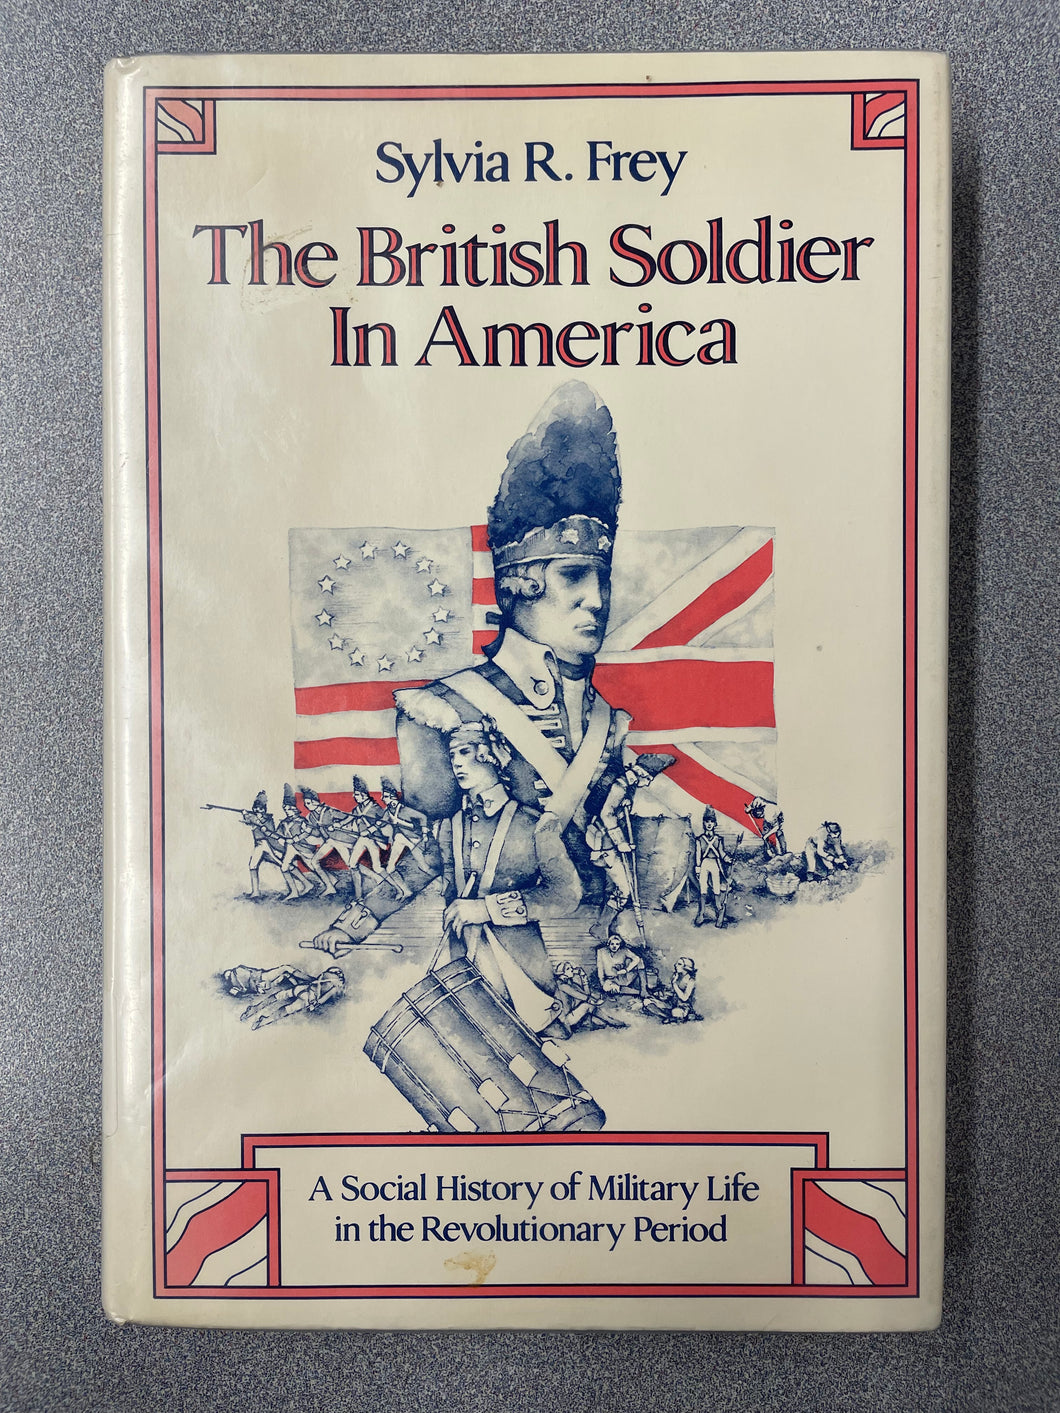 Sylvia R. Frey
The British Soldier
In America
A Social History of Military Life
in the Revolutionary Period